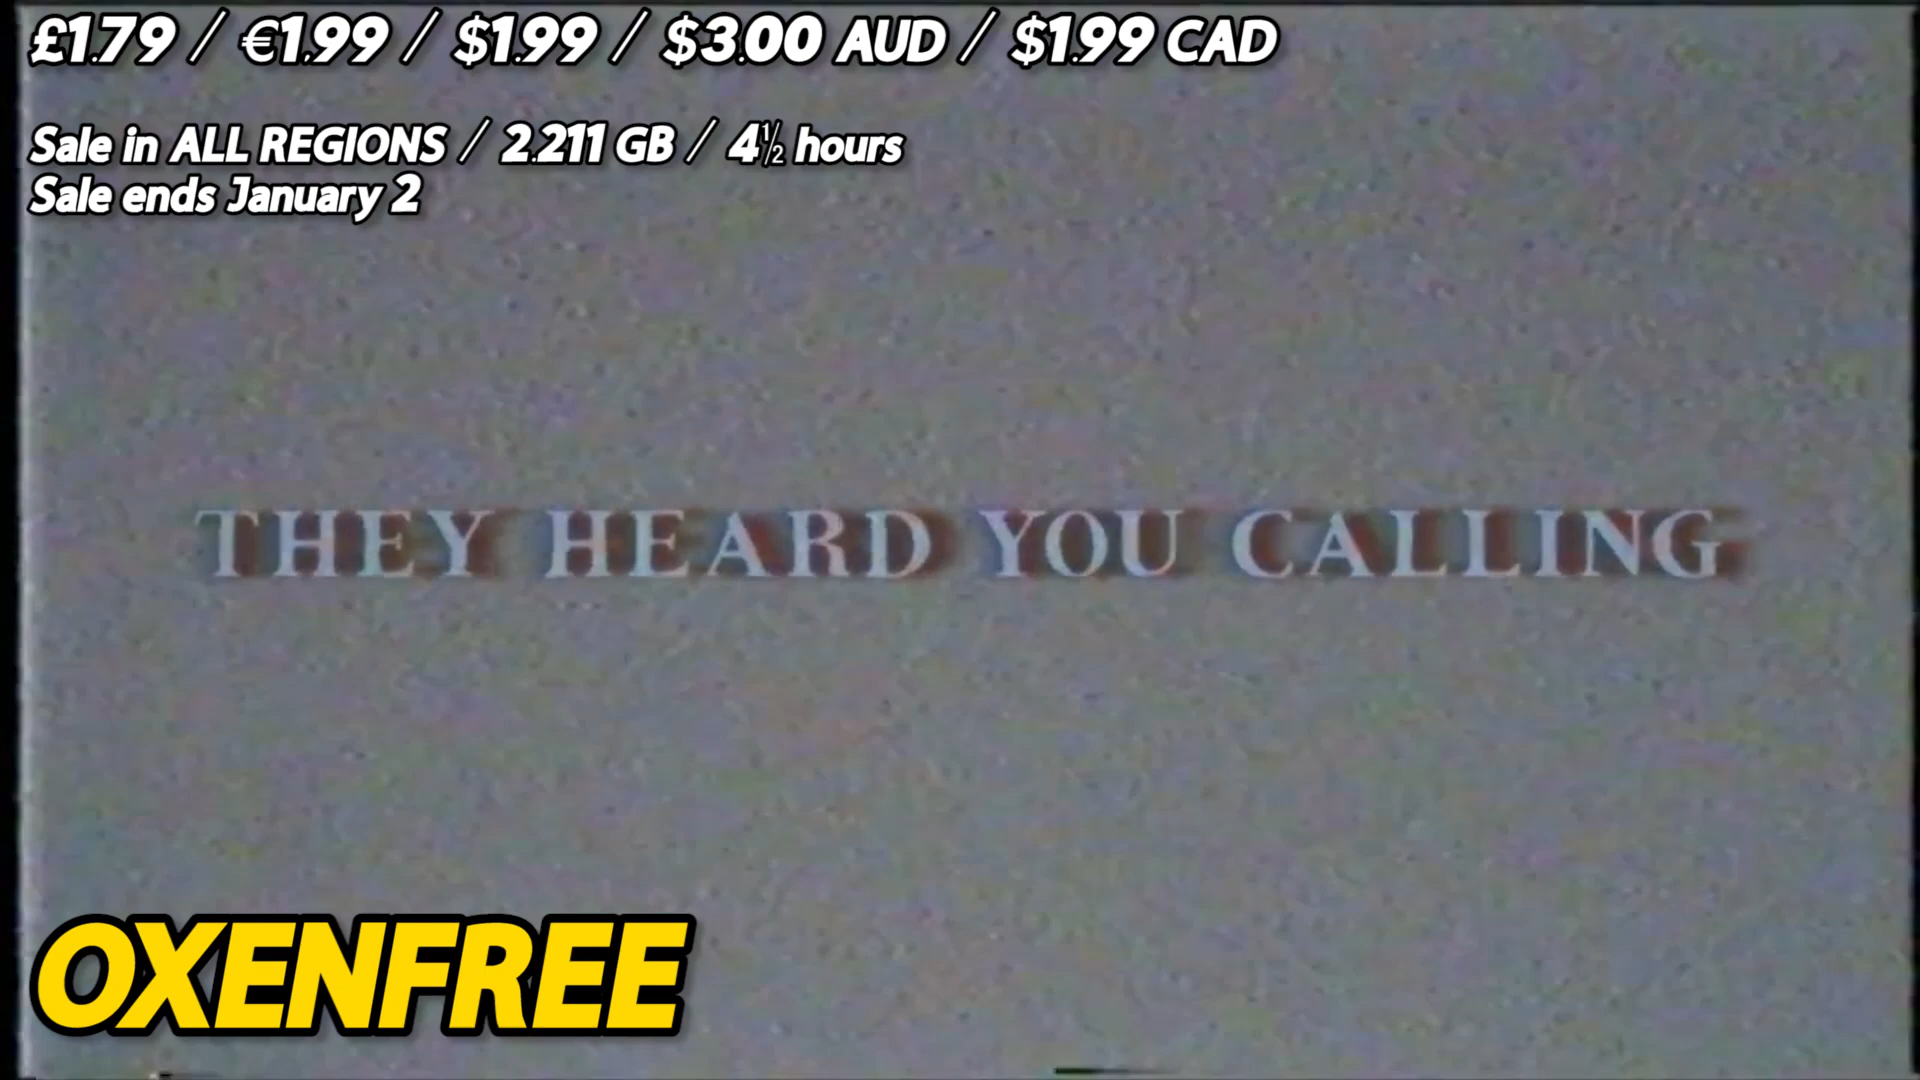 £1.79 / €1,99 / $1.99 / $3.00 AUD / $1.99 CAD
Sale in ALL REGIONS / 2.211 GB / 4½ hours
Sale ends January 2
THEY HEARD YOU CALLING
OXENFREE